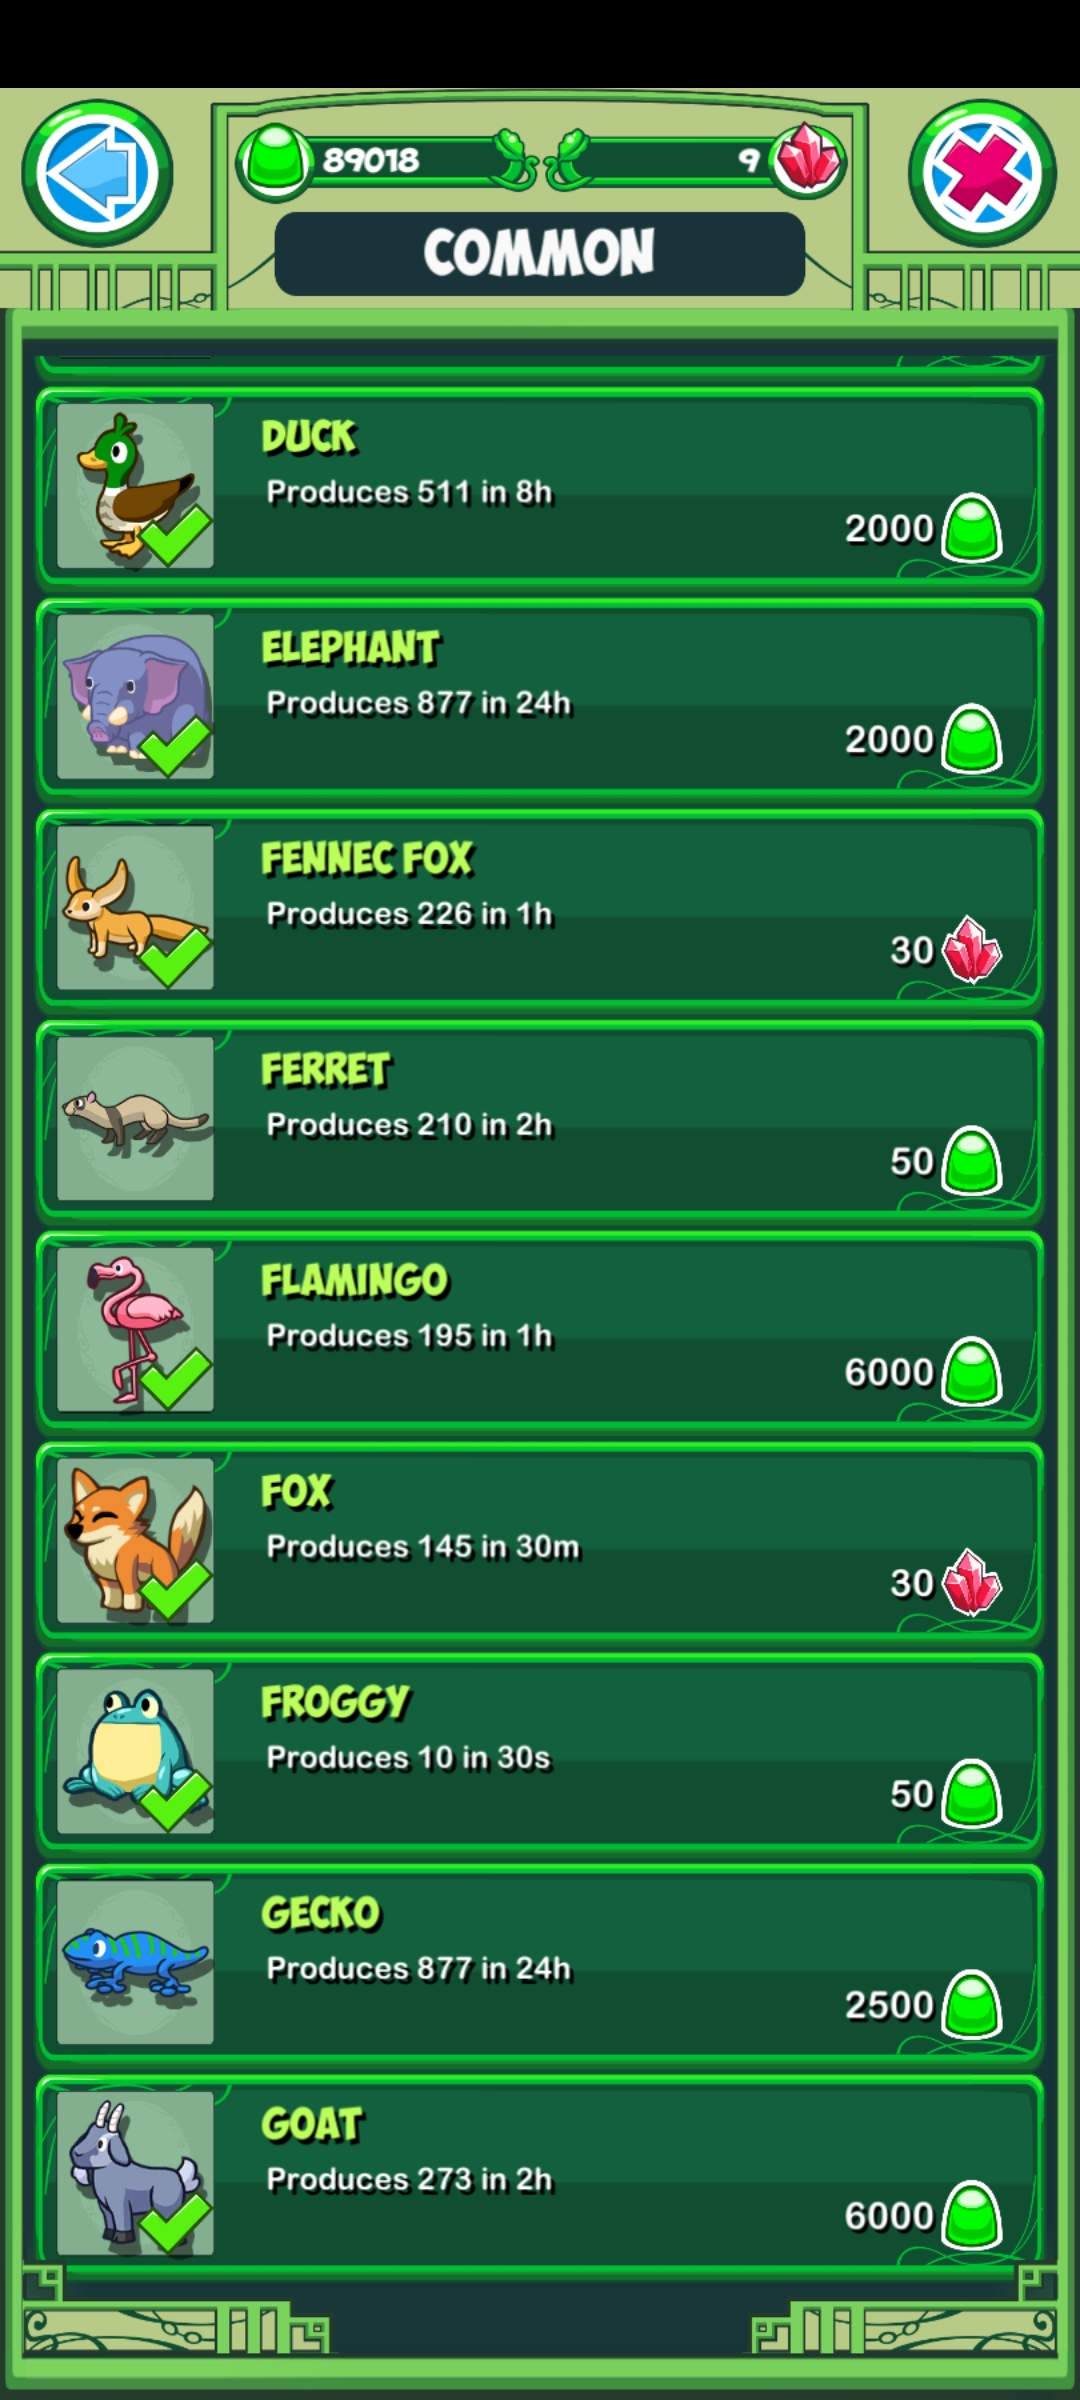 89018
9
COMMON
DUCK
Produces 511 in 8h
2000
ELEPHANT
Produces 877 in 24h
2000
FENNEC FOX
Produces 226 in 1h
30
FERRET
Produces 210 in 2h
50
FLAMINGO
Produces 195 in 1h
6000
FOX
Produces 145 in 30m
30
FROGGY
Produces 10 in 30s
50
GECKO
Produces 877 in 24h
2500
GOAT
Produces 273 in 2h
6000